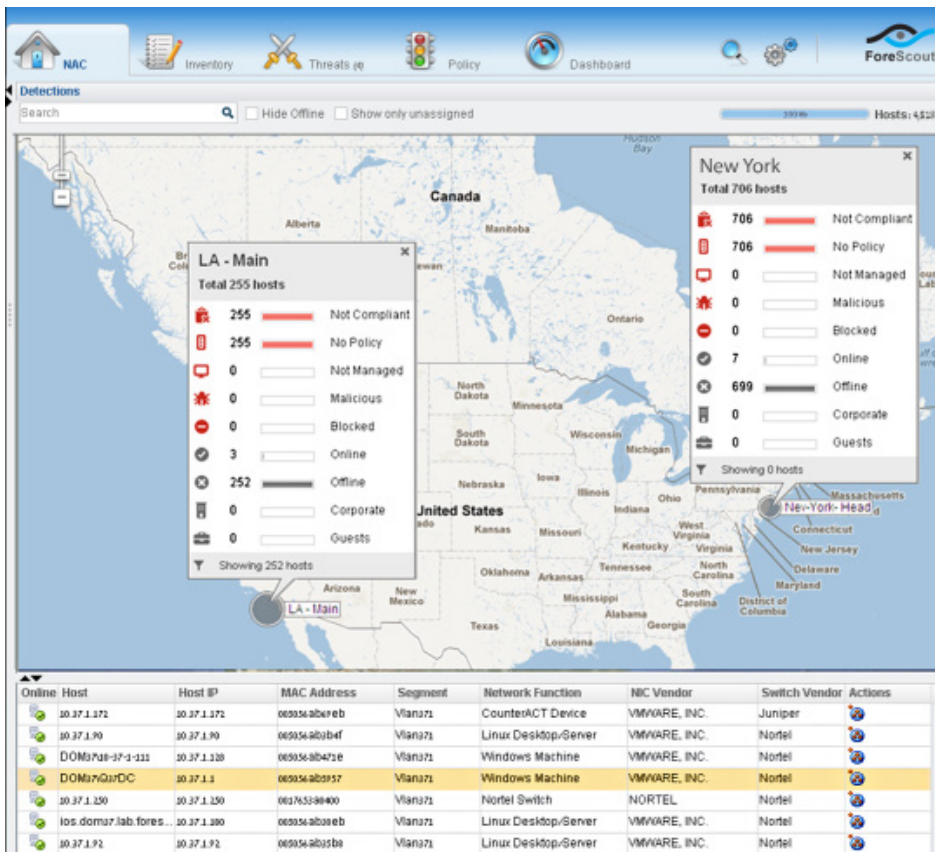 NAC
Inventory
Threats (4)
Policy
Dashboard
ForeScout
Detections
Search
Hide Offline
Show only unassigned
Hosts:
Hudson
Bay
Canada
Alberta
Manitoba
Ontario
North
Dakota
Minnesota
South
Dakota
Wisconsin
Michigan
Nebraska
Iowa
Illinois
Indiana
Ohio
Pennsylvania
Massachusetts
United States
Kansas
Missouri
West
Virginia
Kentucky
Virginia
Connecticut
New Jersey
Delaware
Maryland
District of
Columbia
Oklahoma
Arkansas
Tennessee
North
Carolina
South
Carolina
Arizona
New
Mexico
Mississippi
Alabama
Georgia
Texas
Louisiana
LA - Main
Total 255 hosts
255 Not Compliant
255 No Policy
0 Not Managed
0 Malicious
0 Blocked
3 Online
252 Offline
0 Corporate
0 Guests
Showing 252 hosts
LA - Main
New York
Total 706 hosts
706 Not Compliant
706 No Policy
0 Not Managed
0 Malicious
0 Blocked
7 Online
699 Offline
0 Corporate
0 Guests
Showing 0 hosts
New-York-Head
Online Host Host IP MAC Address Segment Network Function NIC Vendor Switch Vendor Actions
10.37.1.172 10.37.1.172 Vlan371 CounterACT Device VMWARE, INC. Juniper
10.37.1.90 10.37.1.90 Vlan371 Linux Desktop/Server VMWARE, INC. Nortel
Vlan371 Windows Machine VMWARE, INC. Nortel
DOM37Q37DC 10.37.1.1 Vlan371 Windows Machine VMWARE, INC. Nortel
10.37.1.250 10.37.1.250 Vlan371 Nortel Switch NORTEL Nortel
ios.dom37.lab.fores... Vlan371 Linux Desktop/Server VMWARE, INC. Nortel
10.37.1.92 10.37.1.92 Vlan371 Linux Desktop/Server VMWARE, INC. Nortel